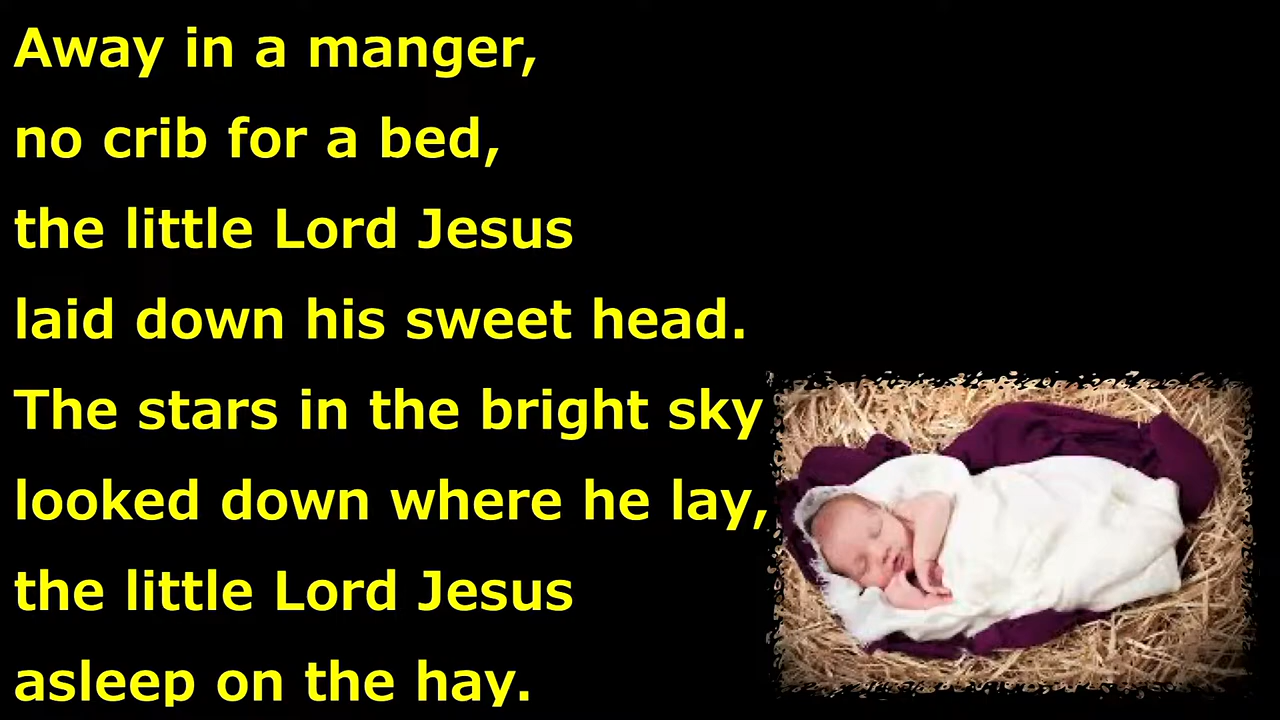 Away in a manger,
no crib for a bed,
the little Lord Jesus
laid down his sweet head.
The stars in the bright sky
looked down where he lay,
the little Lord Jesus
asleep on the hay.